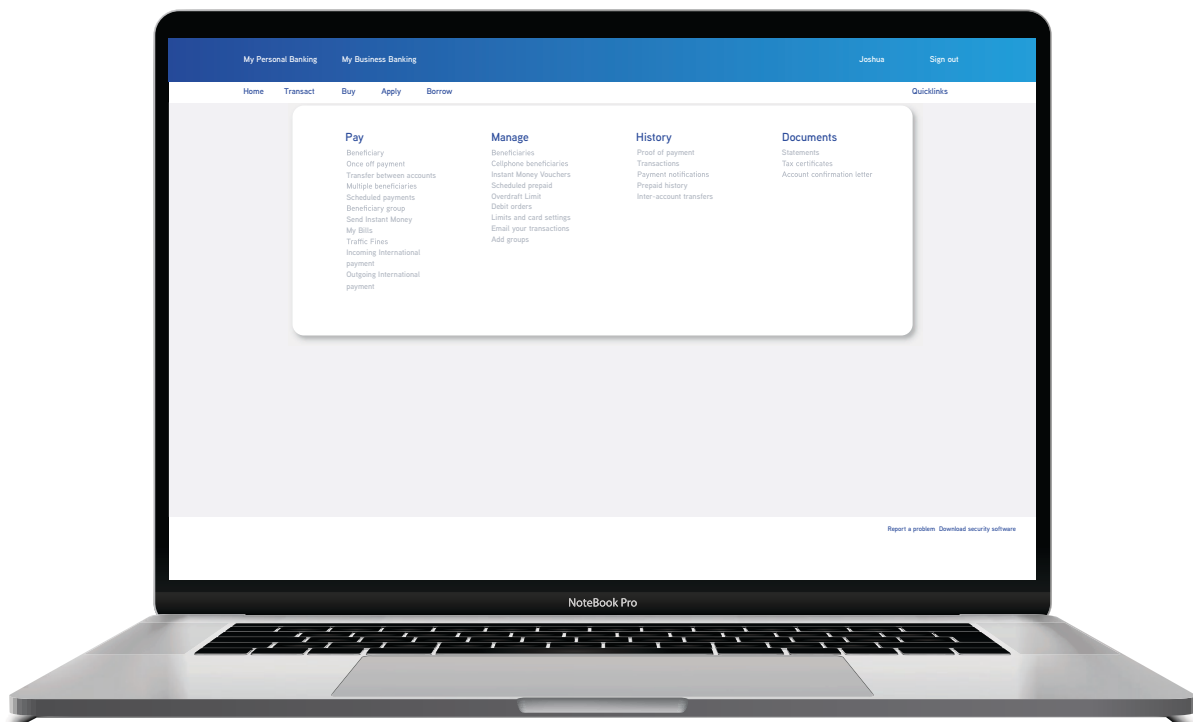 My Personal Banking My Business Banking Joshua Sign out
Home Transact Buy Apply Borrow Quicklinks
Pay
Beneficiary
Once off payment
Transfer between accounts
Multiple beneficiaries
Scheduled payments
Beneficiary group
Send Instant Money
My Bills
Traffic Fines
Incoming International
payment
Outgoing International
payment
Manage
Beneficiaries
Cellphone beneficiaries
Instant Money Vouchers
Scheduled prepaid
Overdraft Limit
Debit orders
Limits and card settings
Email your transactions
Add groups
History
Proof of payment
Transactions
Payment notifications
Prepaid history
Inter-account transfers
Documents
Statements
Tax certificates
Account confirmation letter
Report a problem Download security software
NoteBook Pro